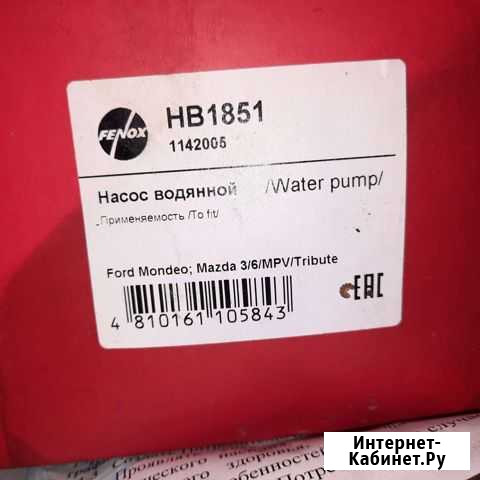 FENOX
HB1851
1142005
Насос водянной /Water pump/
Применяемость /To fit/
Ford Mondeo; Mazda 3/6/MPV/Tribute
4 810161 105843
EAC
Интернет-
Кабинет.Ру